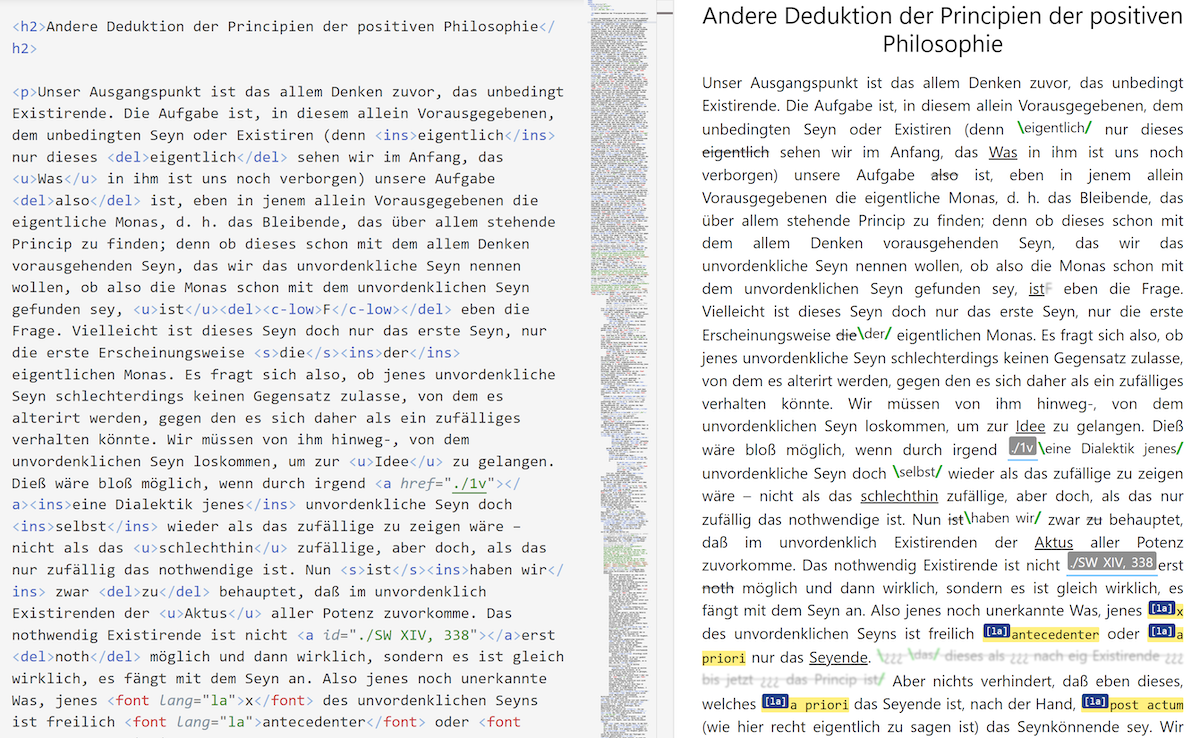 <h2>Andere Deduktion der Principien der positiven Philosophie</
h2>
<p>Unser Ausgangspunkt ist das allem Denken zuvor, das unbedingt
Existirende. Die Aufgabe ist, in diesem allein Vorausgegebenen,
dem unbedingten Seyn oder Existiren (denn <ins>eigentlich</ins>
nur dieses <del>eigentlich</del> sehen wir im Anfang, das
<u>Was</u> in ihm ist uns noch verborgen) unsere Aufgabe
<del>also</del> ist, eben in jenem allein Vorausgegebenen die
eigentliche Monas, d. h. das Bleibende, das über allem stehende
Princip zu finden; denn ob dieses schon mit dem allem Denken
vorausgehenden Seyn, das wir das unvordenkliche Seyn nennen
wollen, ob also die Monas schon mit dem unvordenklichen Seyn
gefunden sey, <u>ist</u><del><c-low>F</c-low></del> eben die
Frage. Vielleicht ist dieses Seyn doch nur das erste Seyn, nur
die erste Erscheinungsweise <s>die</s><ins>der</ins>
eigentlichen Monas. Es fragt sich also, ob jenes unvordenkliche
Seyn schlechterdings keinen Gegensatz zulasse, von dem es
alterirt werden, gegen den es sich daher als ein zufälliges
verhalten könnte. Wir müssen von ihm hinweg-, von dem
unvordenklichen Seyn loskommen, um zur <u>Idee</u> zu gelangen.
Dieß wäre bloß möglich, wenn durch irgend <a href="./1v"></
a><ins>eine Dialektik jenes</ins> unvordenkliche Seyn doch
<ins>selbst</ins> wieder als das zufällige zu zeigen wäre –
nicht als das <u>schlechthin</u> zufällige, aber doch, als das
nur zufällig das nothwendige ist. Nun <s>ist</s><ins>haben wir</
ins> zwar <del>zu</del> behauptet, daß im unvordenklich
Existirenden der <u>Aktus</u> aller Potenz zuvorkomme. Das
nothwendig Existirende ist nicht <a id="./SW XIV, 338"></a>erst
<del>noth</del> möglich und dann wirklich, sondern es ist gleich
wirklich, es fängt mit dem Seyn an. Also jenes noch unerkannte
Was, jenes <font lang="la">x</font> des unvordenklichen Seyns
ist freilich <font lang="la">antecedenter</font> oder <font
Andere Deduktion der Principien der positiven
Philosophie
Unser Ausgangspunkt ist das allem Denken zuvor, das unbedingt
Existirende. Die Aufgabe ist, in diesem allein Vorausgegebenen, dem
unbedingten Seyn oder Existiren (denn \eigentlich/ nur dieses
eigentlich sehen wir im Anfang, das Was in ihm ist uns noch
verborgen) unsere Aufgabe also ist, eben in jenem allein
Vorausgegebenen die eigentliche Monas, d. h. das Bleibende, das
über allem stehende Princip zu finden; denn ob dieses schon mit
dem allem Denken vorausgehenden Seyn, das wir das
unvordenkliche Seyn nennen wollen, ob also die Monas schon mit
dem unvordenklichen Seyn gefunden sey, istF eben die Frage.
Vielleicht ist dieses Seyn doch nur das erste Seyn, nur die erste
Erscheinungsweise die\der/ eigentlichen Monas. Es fragt sich also, ob
jenes unvordenkliche Seyn schlechterdings keinen Gegensatz zulasse,
von dem es alterirt werden, gegen den es sich daher als ein zufälliges
verhalten könnte. Wir müssen von ihm hinweg-, von dem
unvordenklichen Seyn loskommen, um zur Idee zu gelangen. Dieß
wäre bloß möglich, wenn durch irgend ./1v \eine Dialektik jenes/
unvordenkliche Seyn doch \selbst/ wieder als das zufällige zu zeigen
wäre – nicht als das schlechthin zufällige, aber doch, als das nur
zufällig das nothwendige ist. Nun ist\haben wir/ zwar zu behauptet,
daß im unvordenklich Existirenden der Aktus aller Potenz
zuvorkomme. Das nothwendig Existirende ist nicht ./SW XIV, 338 erst
noth möglich und dann wirklich, sondern es ist gleich wirklich, es
fängt mit dem Seyn an. Also jenes noch unerkannte Was, jenes [la] x
des unvordenklichen Seyns ist freilich [la] antecedenter oder [la] a
priori nur das Seyende. \¿¿¿ \das/ dieses als ¿¿¿ nach eig Existirende ¿¿¿
bis jetzt ¿¿¿ das Princip ist/ Aber nichts verhindert, daß eben dieses,
welches [la] a priori das Seyende ist, nach der Hand, [la] post actum
(wie hier recht eigentlich zu sagen ist) das Seynkönnende sey. Wir